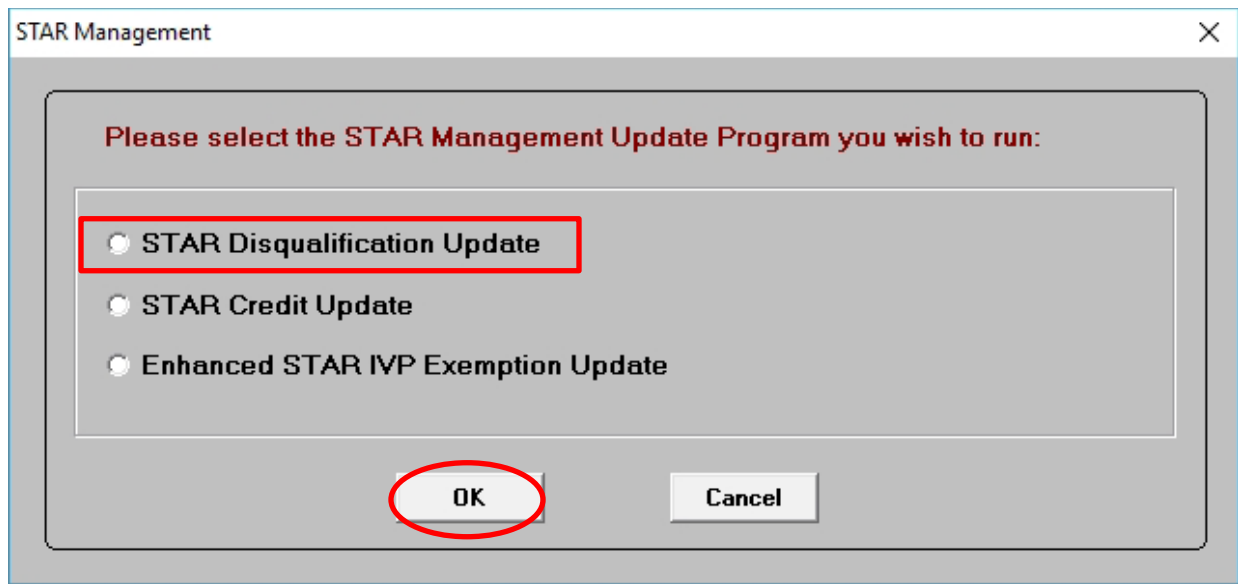 STAR Management
Please select the STAR Management Update Program you wish to run:
STAR Disqualification Update
STAR Credit Update
Enhanced STAR IVP Exemption Update
OK Cancel